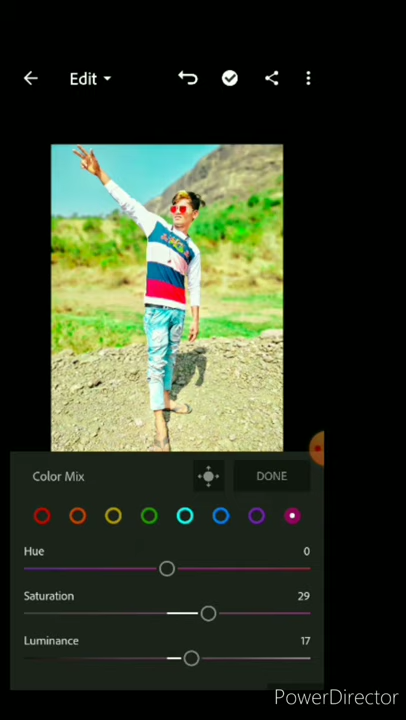 Edit
Color Mix
DONE
Hue 0
Saturation 29
Luminance 17
PowerDirector